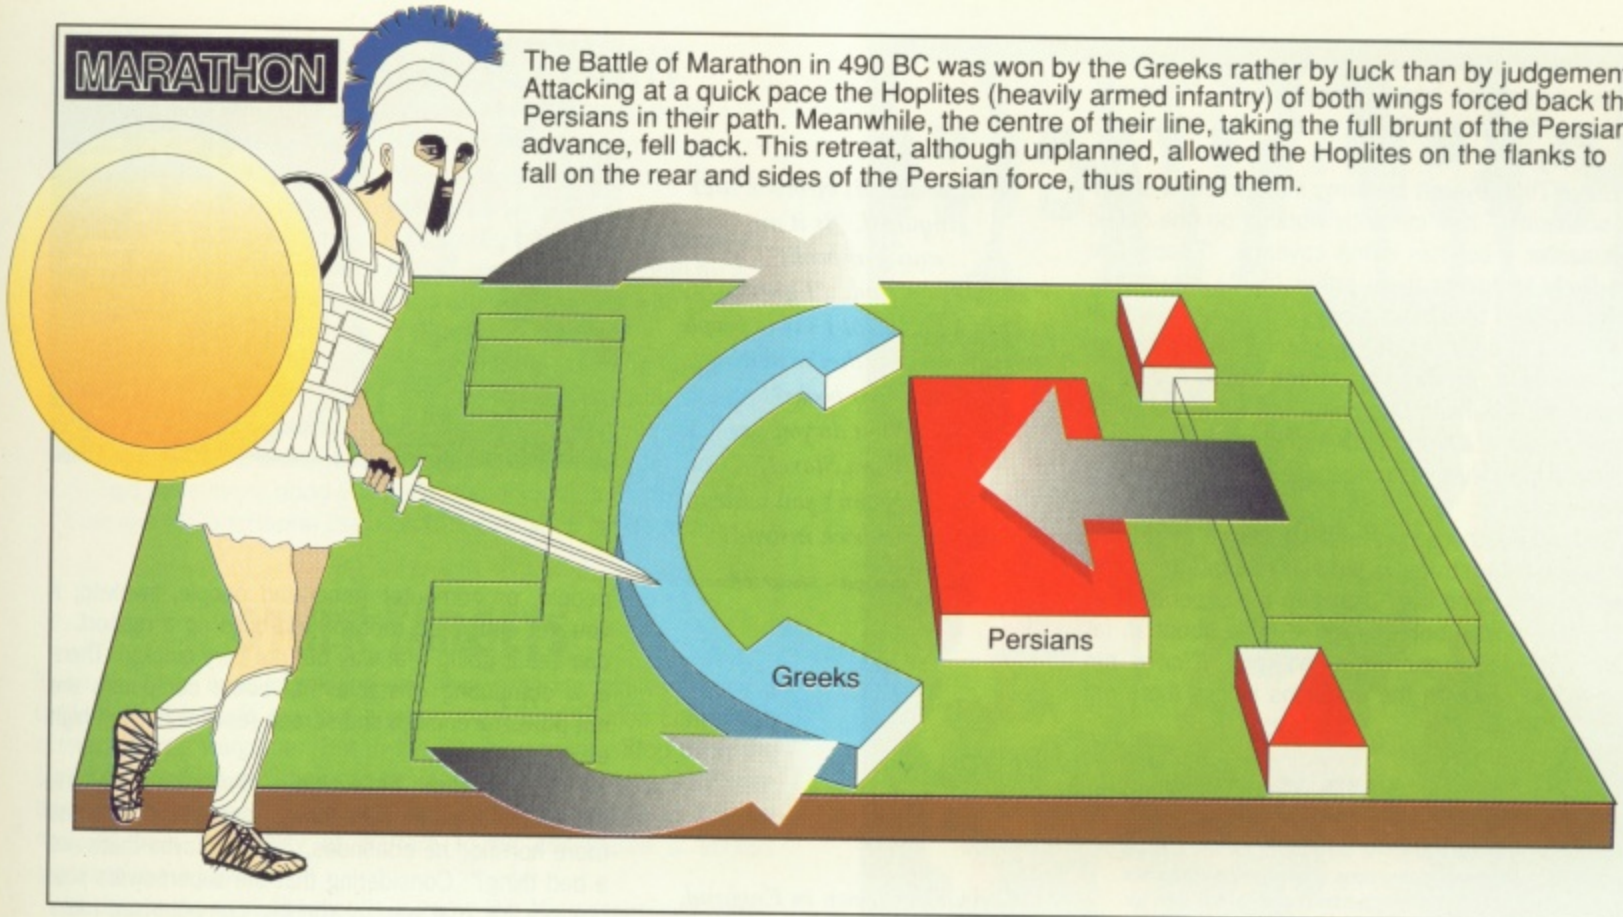 MARATHON
The Battle of Marathon in 490 BC was won by the Greeks rather by luck than by judgemen
Attacking at a quick pace the Hoplites (heavily armed infantry) of both wings forced back th
Persians in their path. Meanwhile, the centre of their line, taking the full brunt of the Persian
advance, fell back. This retreat, although unplanned, allowed the Hoplites on the flanks to
fall on the rear and sides of the Persian force, thus routing them.
Persians
Greeks